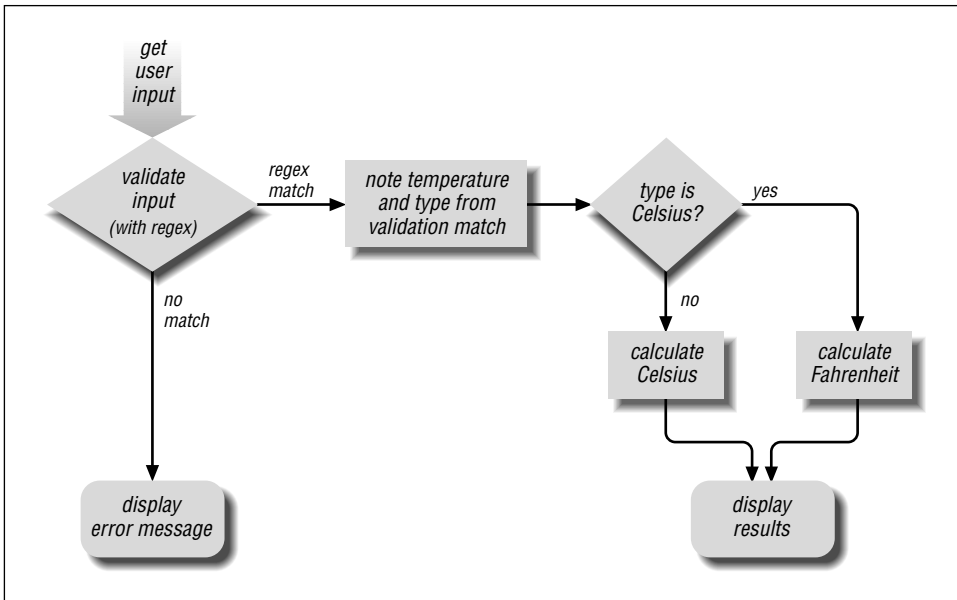 get
user
input
validate
input
(with regex)
regex
match
note temperature
and type from
validation match
type is
Celsius?
yes
no
match
no
calculate
Celsius
calculate
Fahrenheit
display
error message
display
results